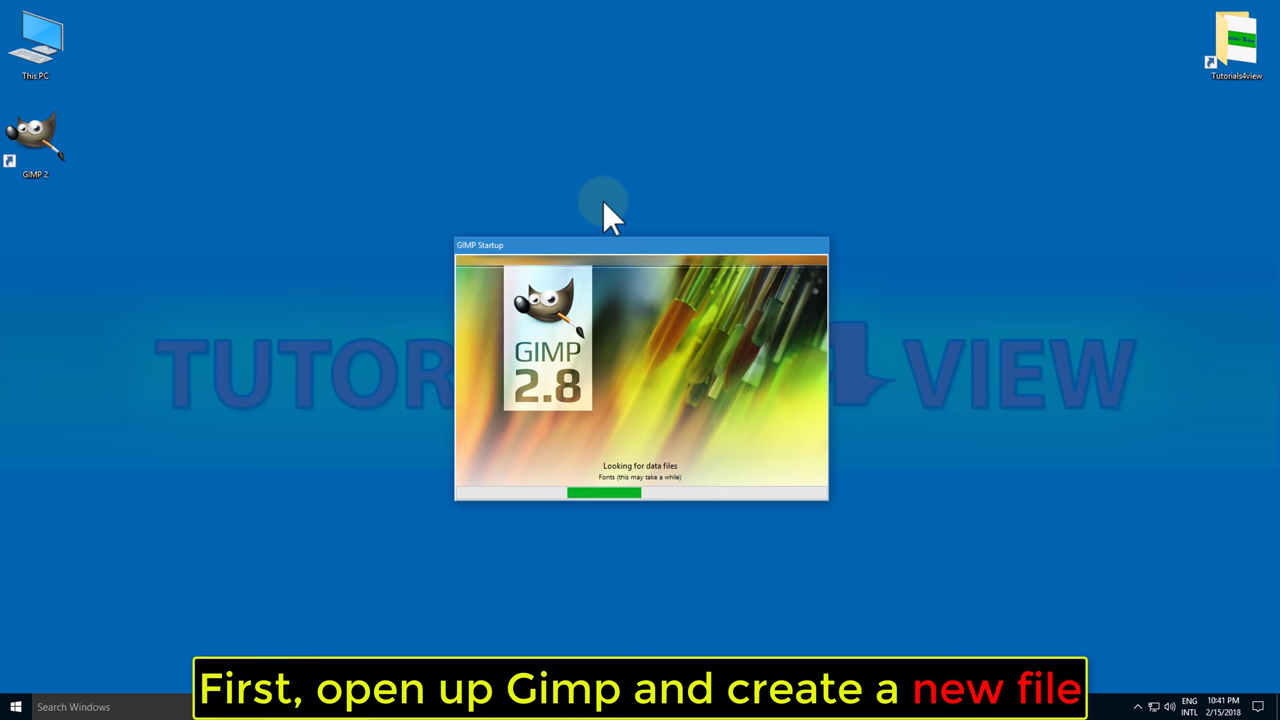 This PC
Tutorials4view
GIMP 2
GIMP Startup
GIMP
2.8
TUTOR
VIEW
Looking for data files
Fonts (this may take a while)
First, open up Gimp and create a new file
Search Windows
ENG
INTL
10:41 PM
2/15/2018